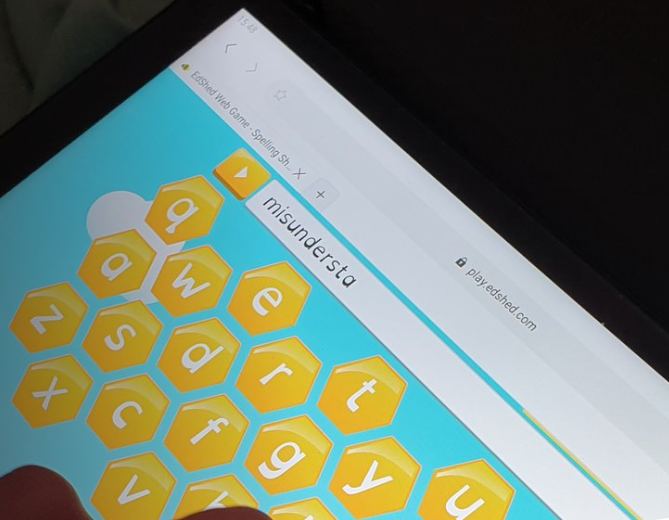 15:48
EdShed Web Game - Spelling Sh...
play.edshed.com
misundersta
q w e r t y u
a s d f g
z x c v